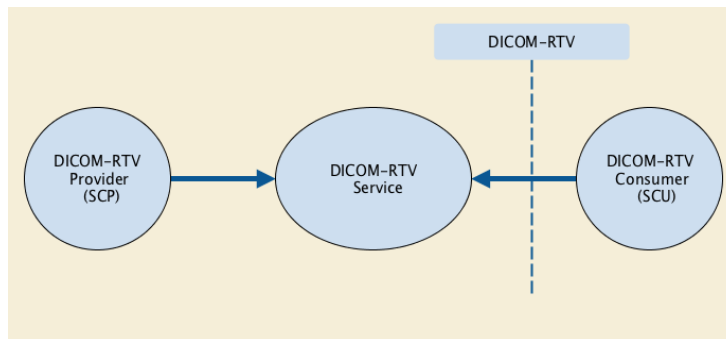 DICOM-RTV
DICOM-RTV
Provider
(SCP)
DICOM-RTV
Service
DICOM-RTV
Consumer
(SCU)